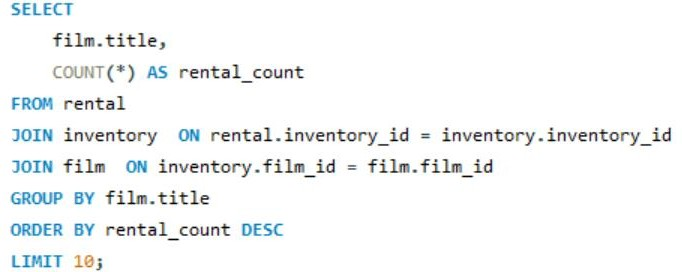 SELECT
    film.title,
    COUNT(*) AS rental_count
FROM rental
JOIN inventory  ON rental.inventory_id = inventory.inventory_id
JOIN film  ON inventory.film_id = film.film_id
GROUP BY film.title
ORDER BY rental_count DESC
LIMIT 10;